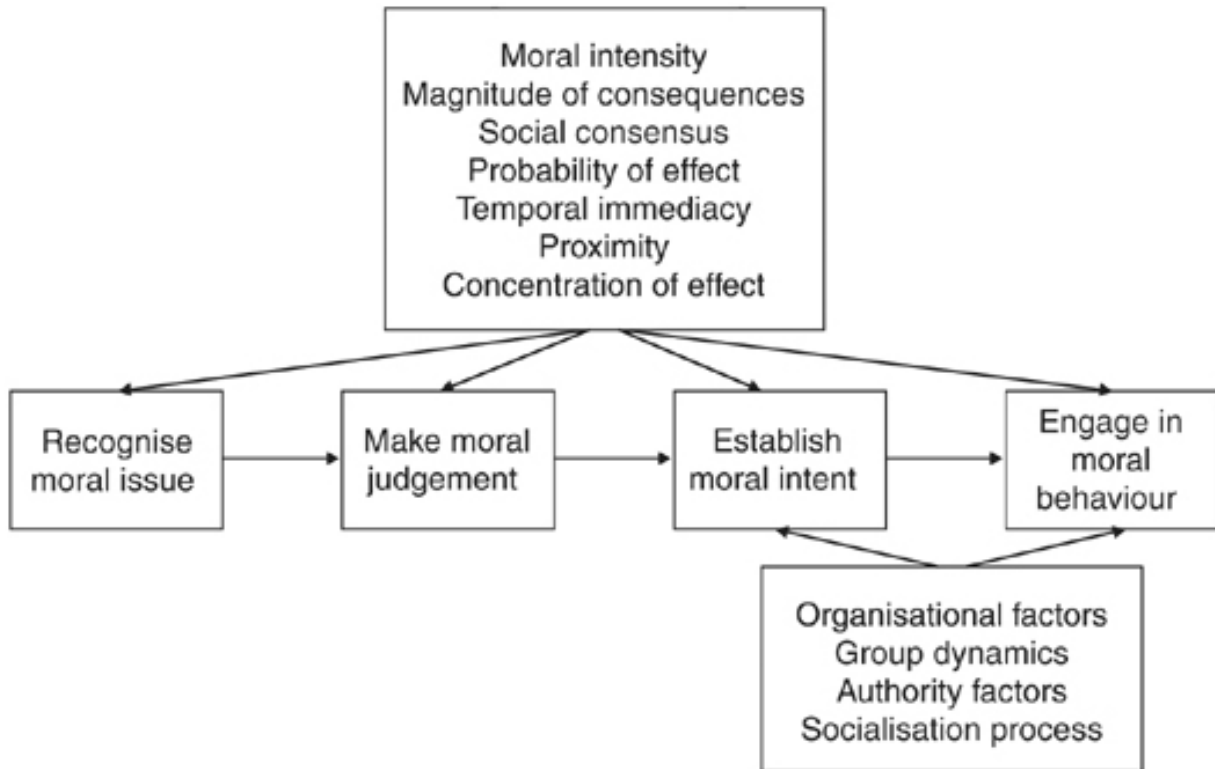 Moral intensity
Magnitude of consequences
Social consensus
Probability of effect
Temporal immediacy
Proximity
Concentration of effect
Recognise
moral issue
Make moral
judgement
Establish
moral intent
Engage in
moral
behaviour
Organisational factors
Group dynamics
Authority factors
Socialisation process